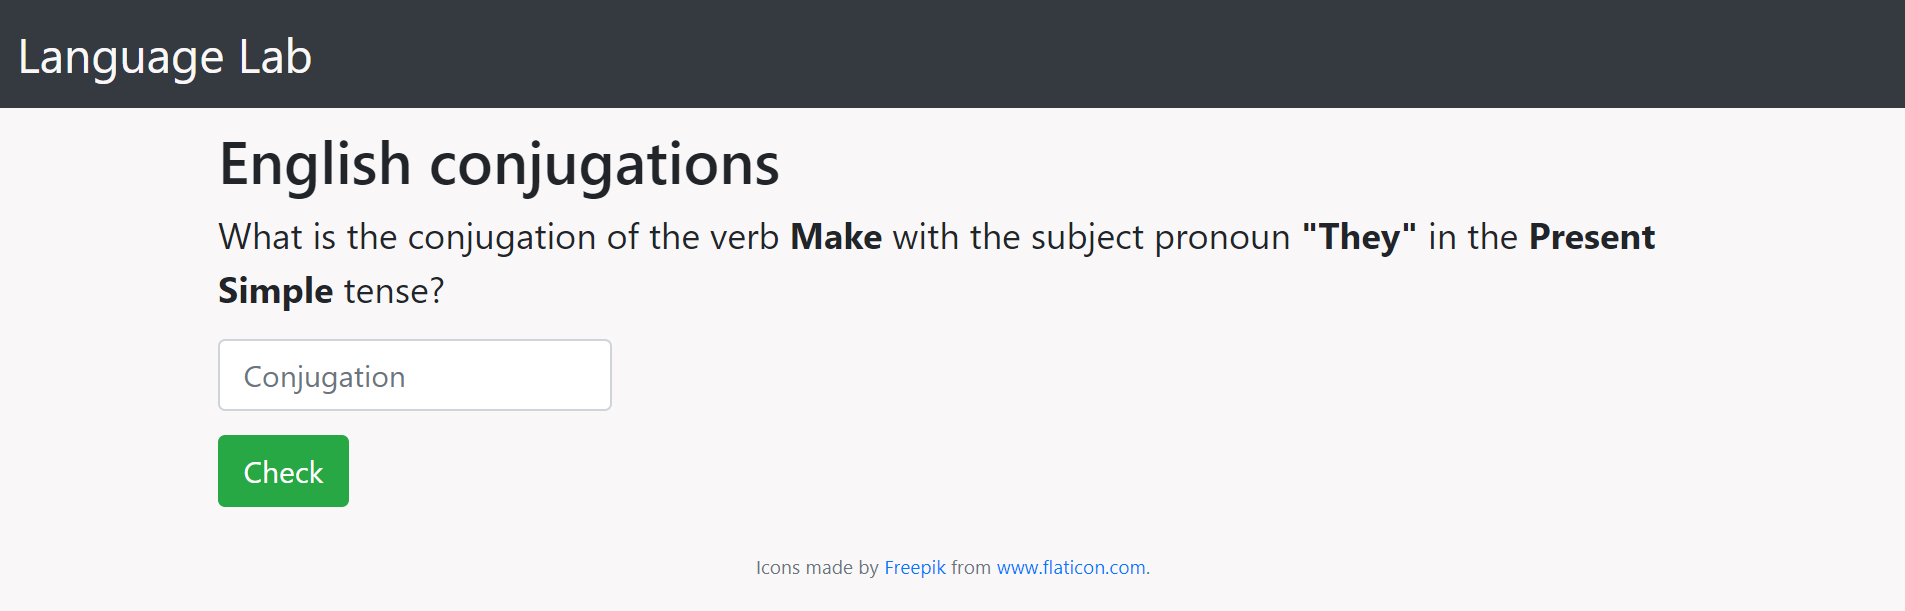 Language Lab
English conjugations
What is the conjugation of the verb Make with the subject pronoun "They" in the Present
Simple tense?
Conjugation
Check
Icons made by Freepik from www.flaticon.com.